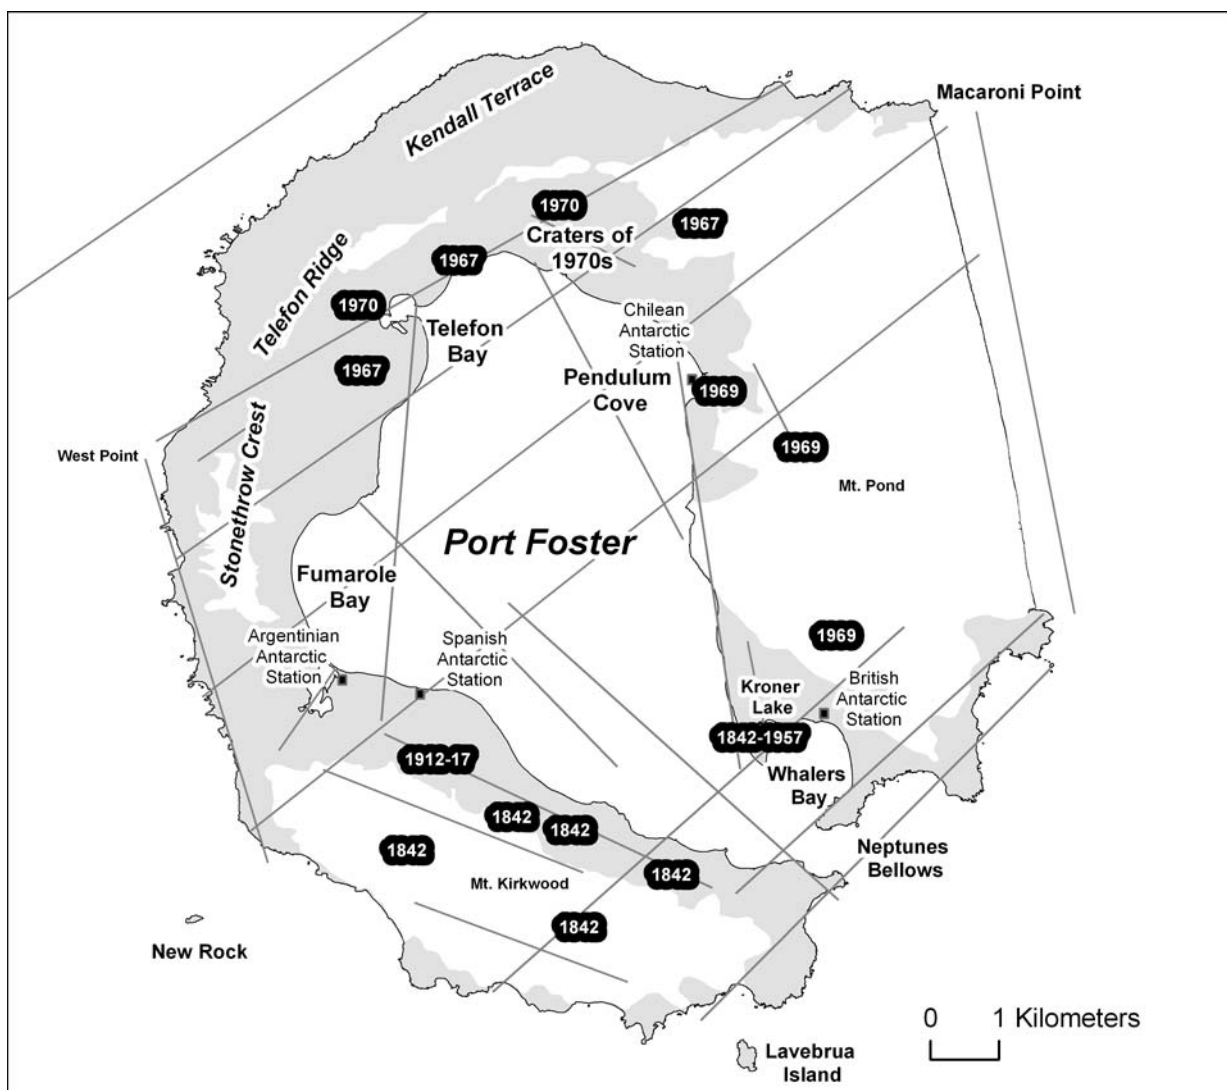 Macaroni Point
Kendall Terrace
1970
Craters of
1970s
1967
1967
Telefon Ridge
1970
Telefon
Bay
Chilean
Antarctic
Station
1967
Pendulum
Cove
1969
West Point
Stonethrow Crest
1969
Mt. Pond
Port Foster
Fumarole
Bay
Argentinian
Antarctic
Station
Spanish
Antarctic
Station
1969
Kroner
Lake
British
Antarctic
Station
1842-1957
1912-17
Whalers
Bay
1842
1842
1842
1842
Mt. Kirkwood
Neptunes
Bellows
1842
New Rock
0 1 Kilometers
Lavebrua
Island